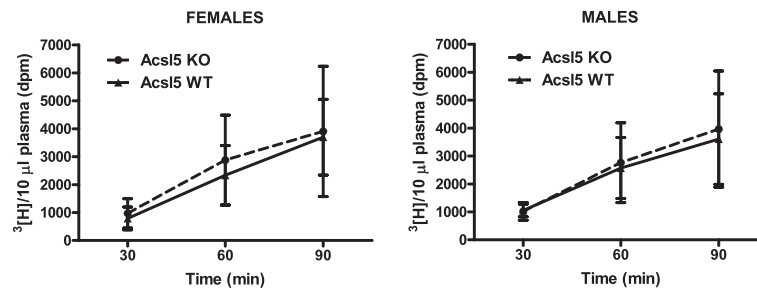 FEMALES
³[H]/10 µl plasma (dpm)
7000
6000
5000
4000
3000
2000
1000
0
Acsl5 KO
Acsl5 WT
30 60 90
Time (min)
MALES
³[H]/10 µl plasma (dpm)
7000
6000
5000
4000
3000
2000
1000
0
Acsl5 KO
Acsl5 WT
30 60 90
Time (min)